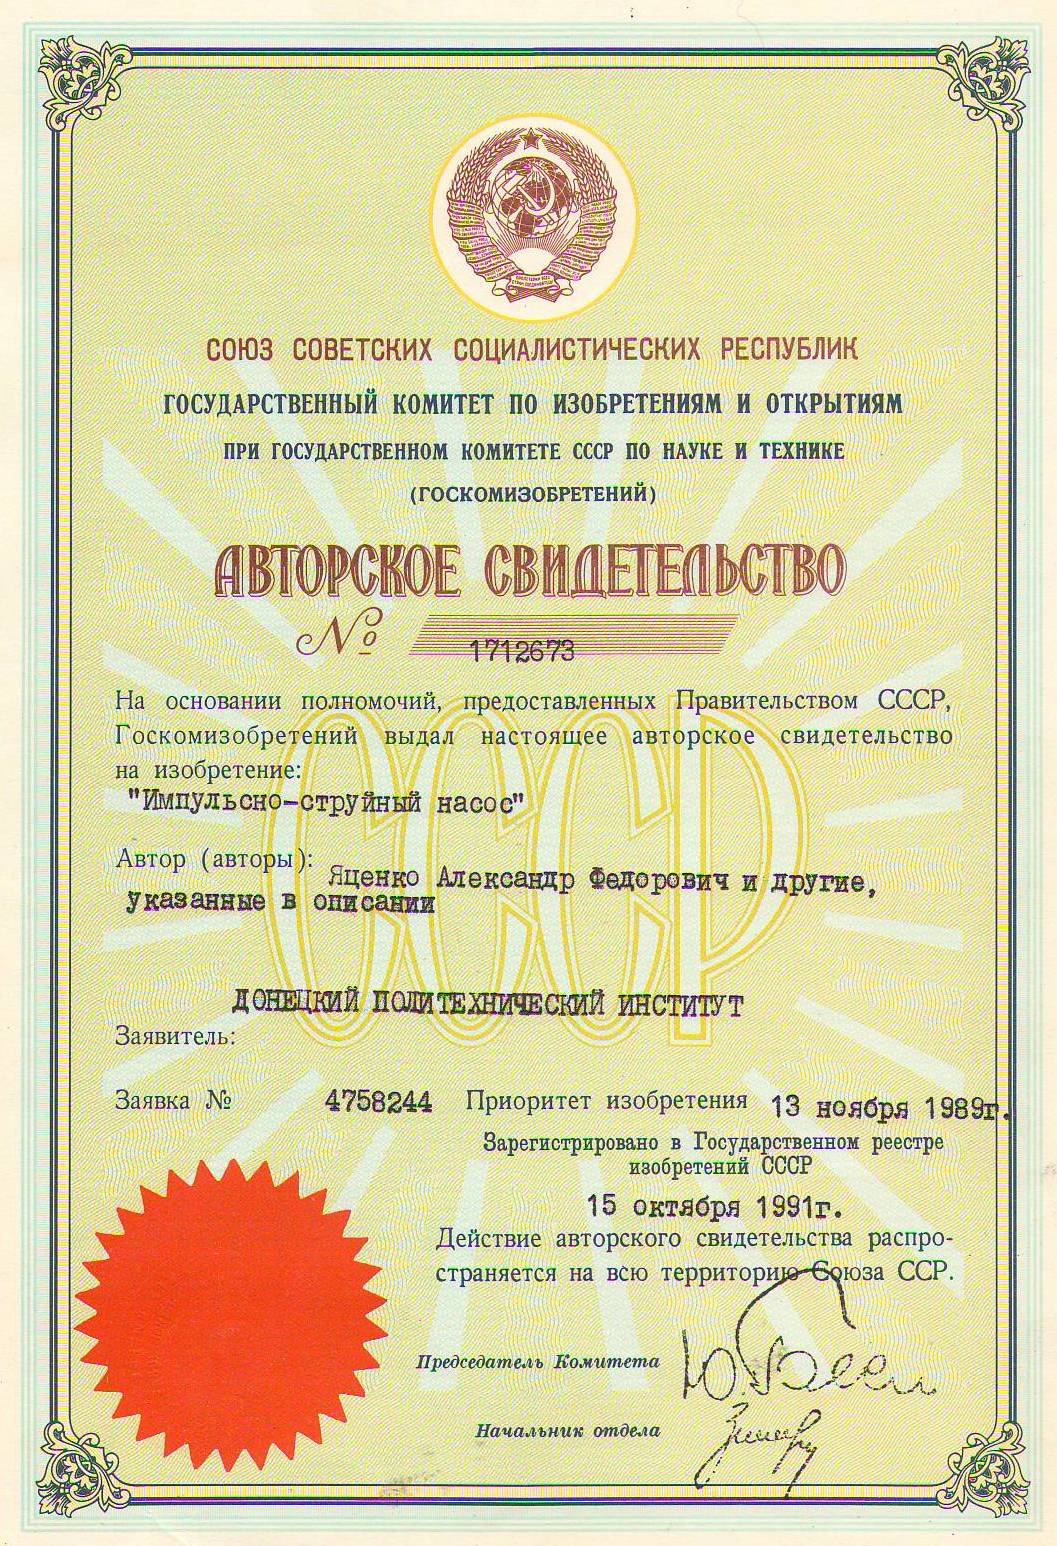 СОЮЗ СОВЕТСКИХ СОЦИАЛИСТИЧЕСКИХ РЕСПУБЛИК
ГОСУДАРСТВЕННЫЙ КОМИТЕТ ПО ИЗОБРЕТЕНИЯМ И ОТКРЫТИЯМ
ПРИ ГОСУДАРСТВЕННОМ КОМИТЕТЕ СССР ПО НАУКЕ И ТЕХНИКЕ
(ГОСКОМИЗОБРЕТЕНИЙ)
АВТОРСКОЕ СВИДЕТЕЛЬСТВО
№ 1712673
На основании полномочий, предоставленных Правительством СССР,
Госкомизобретений выдал настоящее авторское свидетельство
на изобретение:
"Импульсно-струйный насос"
Автор (авторы): Яценко Александр Федорович и другие,
указанные в описании
СССР
ДОНЕЦКИЙ ПОЛИТЕХНИЧЕСКИЙ ИНСТИТУТ
Заявитель:
Заявка № 4758244 Приоритет изобретения 13 ноября 1989г.
Зарегистрировано в Государственном реестре
изобретений СССР
15 октября 1991г.
Действие авторского свидетельства распро-
страняется на всю территорию Союза ССР.
Председатель Комитета
Начальник отдела